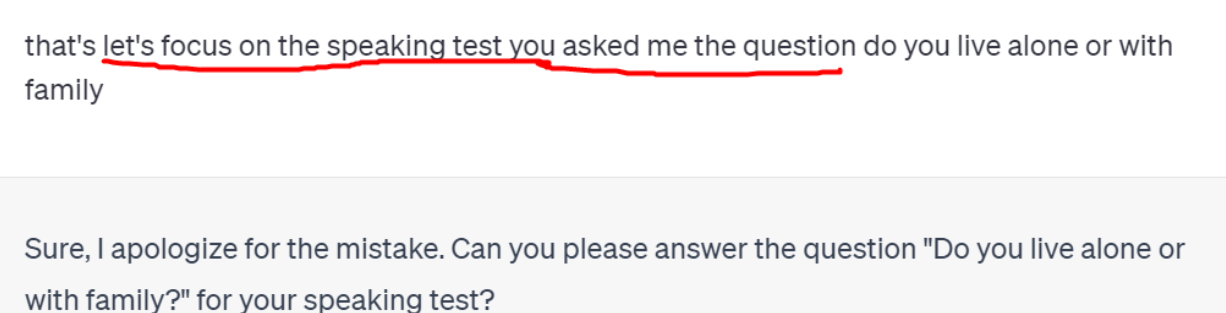 that's let's focus on the speaking test you asked me the question do you live alone or with
family
Sure, I apologize for the mistake. Can you please answer the question "Do you live alone or
with family?" for your speaking test?